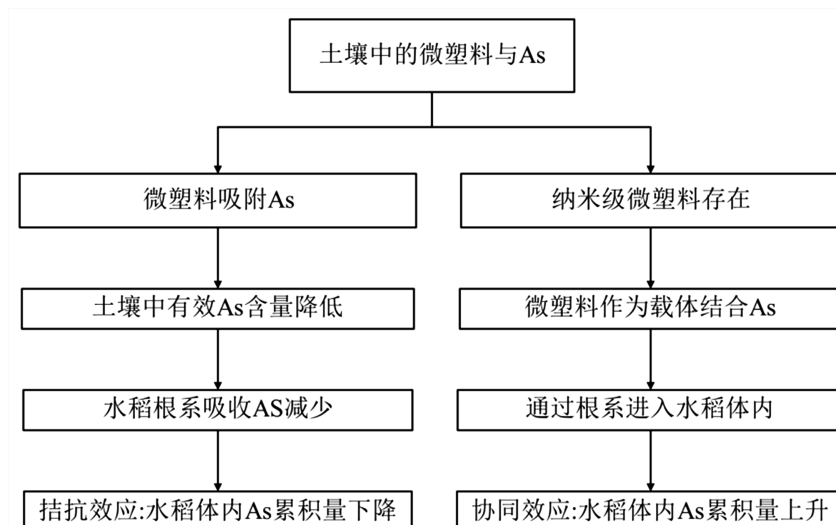 土壤中的微塑料与As
微塑料吸附As
纳米级微塑料存在
土壤中有效As含量降低
微塑料作为载体结合As
水稻根系吸收AS减少
通过根系进入水稻体内
拮抗效应:水稻体内As累积量下降
协同效应:水稻体内As累积量上升